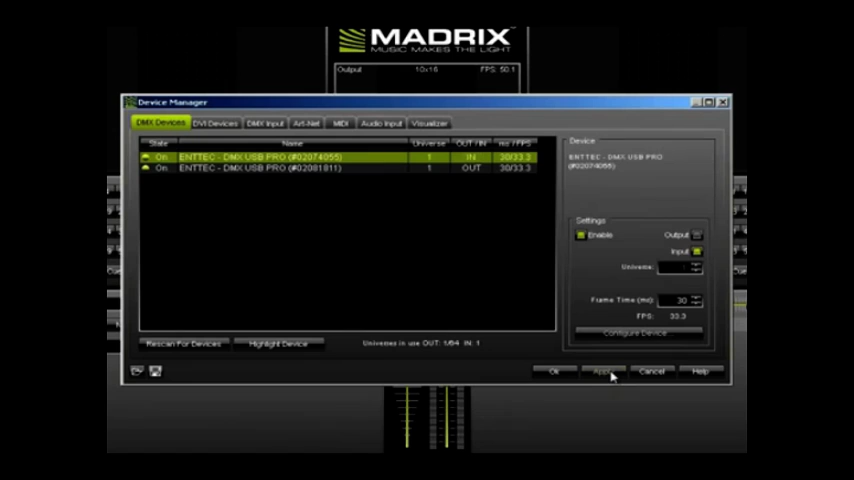 MADRIX
MUSIC MAKES THE LIGHT
Output 10x16 FPS: 50.1
Device Manager
DMX Devices DVI Devices DMX Input Art-Net MIDI Audio Input Visualizer
State Name Universe OUT / IN ms / FPS
On ENTTEC - DMX USB PRO (#02074055) 1 IN 30/33.3
On ENTTEC - DMX USB PRO (#02081811) 1 OUT 30/33.3
Device
ENTTEC - DMX USB PRO
(#02074055)
Settings
Enable Output
Input
Universe:
Frame Time (ms) 30
FPS: 33.3
Configure Device...
Rescan For Devices Highlight Device Universes in use OUT: 1/64 IN: 1
Ok Apply Cancel Help